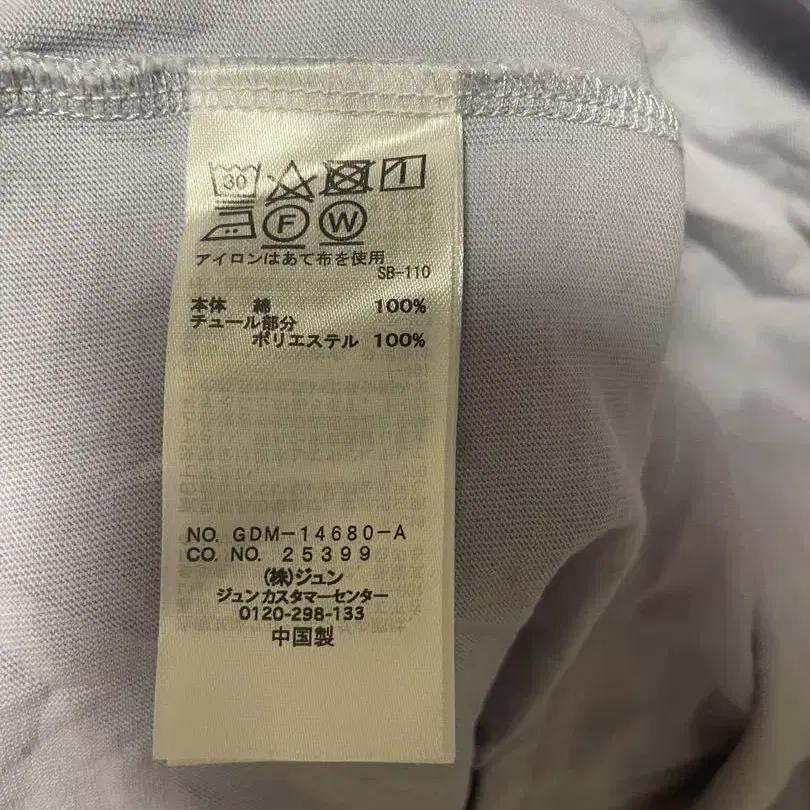 30
F W
アイロンはあて布を使用
SB-110
本体 綿 100%
チュール部分
ポリエステル 100%
NO. GDM-14680-A
CO. NO. 25399
(株)ジュン
ジュンカスタマーセンター
0120-298-133
中国製